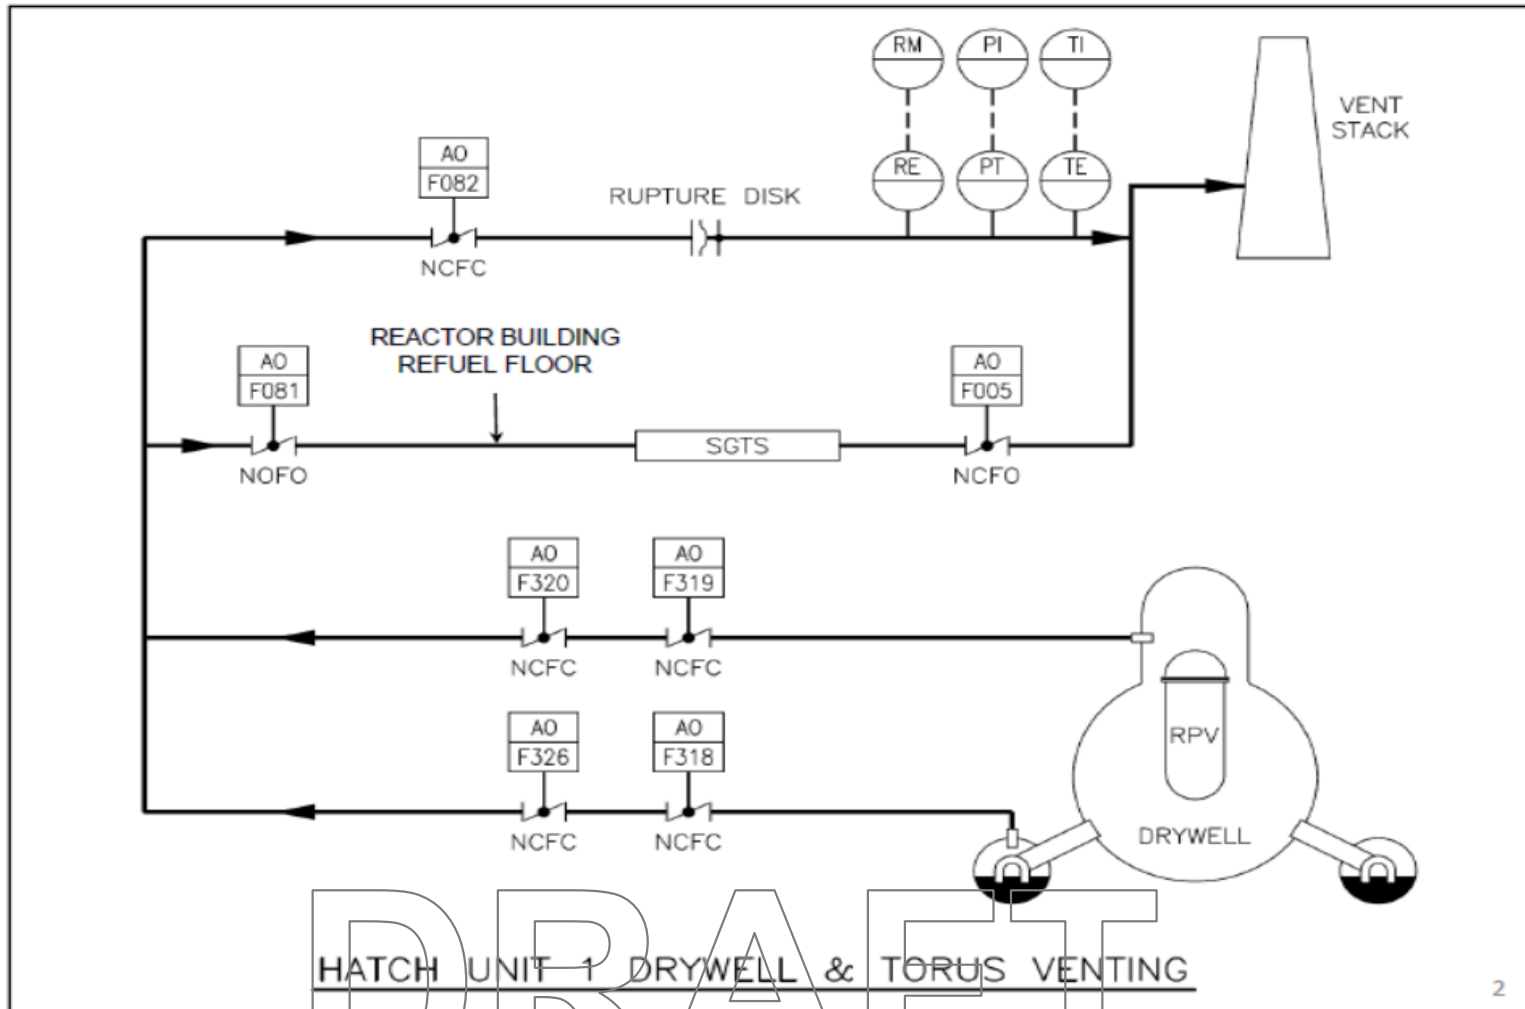 RM
PI
TI
VENT
STACK
AO
F082
RE
PT
TE
RUPTURE DISK
NCFC
REACTOR BUILDING
REFUEL FLOOR
AO
F081
AO
F005
SGTS
NOFO
NCFO
AO
F320
AO
F319
NCFC
NCFC
RPV
AO
F326
AO
F318
NCFC
NCFC
DRYWELL
DRAFT
HATCH UNIT 1 DRYWELL & TORUS VENTING
2